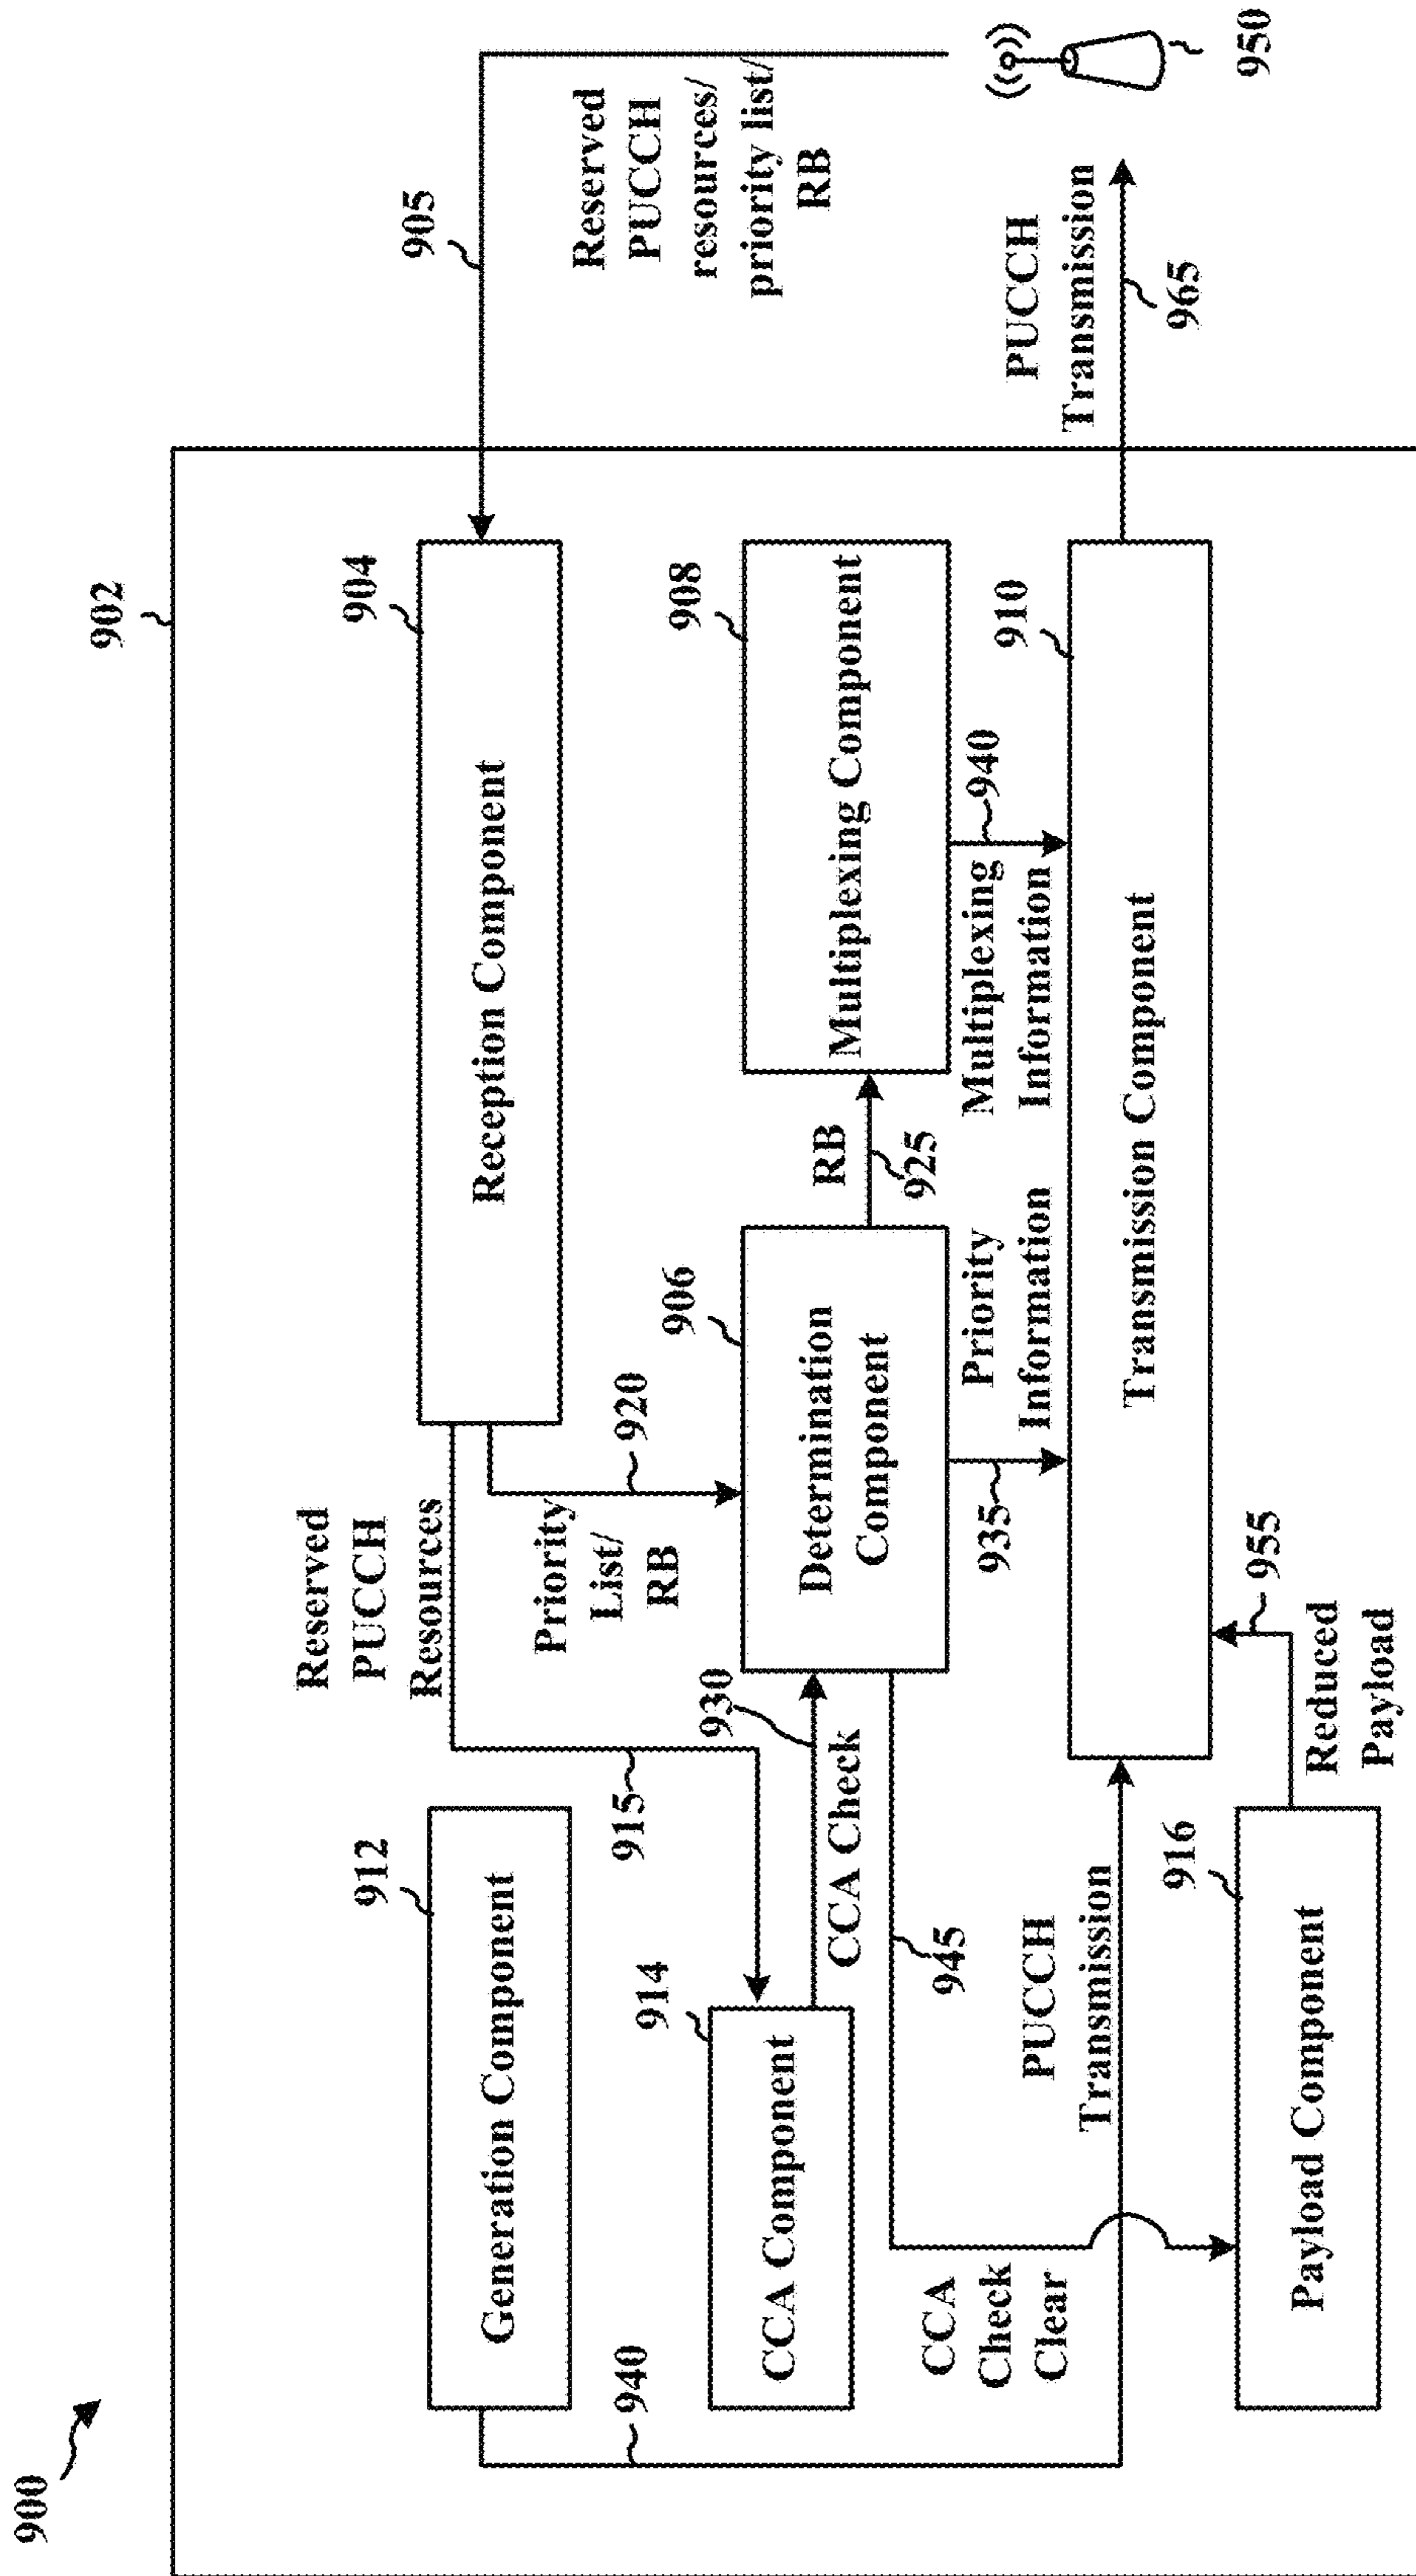 900
902
912
Generation Component
Reserved
PUCCH
Resources
904
Reception Component
905
Reserved
PUCCH
resources/
priority list/
RB
940
915
Priority
List/
RB
920
914
CCA Component
930
CCA Check
906
Determination
Component
RB
925
908
Multiplexing Component
945
CCA
Check
Clear
PUCCH
Transmission
935
Priority
Information
Multiplexing
Information
940
910
Transmission Component
PUCCH
Transmission
965
950
916
Payload Component
955
Reduced
Payload